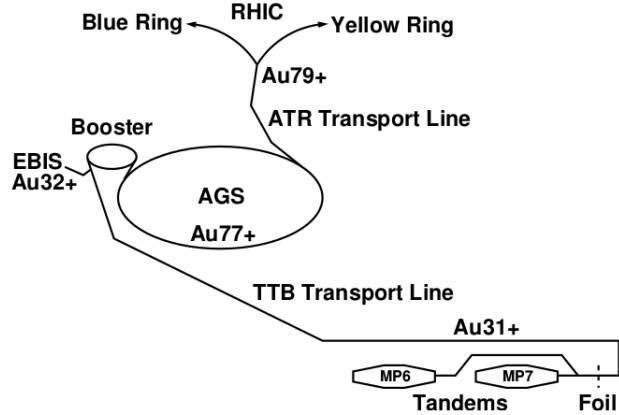 RHIC
Blue Ring
Yellow Ring
Au79+
ATR Transport Line
Booster
EBIS
Au32+
AGS
Au77+
TTB Transport Line
Au31+
MP6
MP7
Tandems
Foil